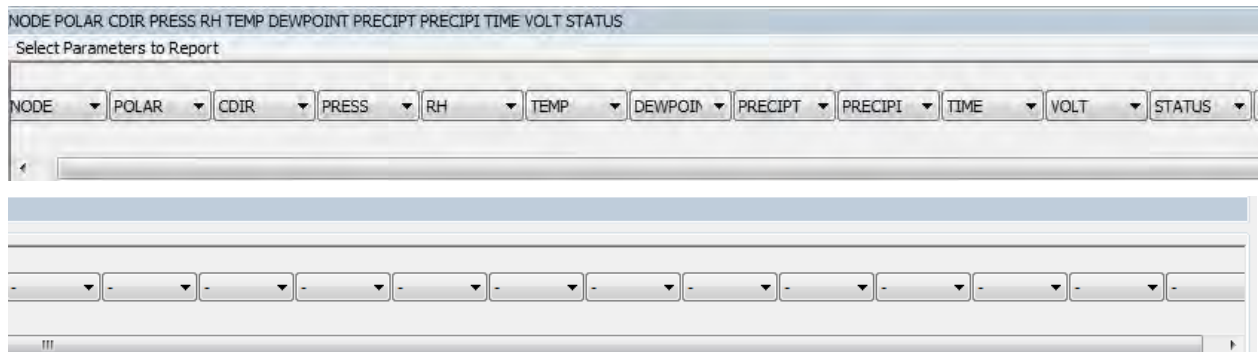 NODE POLAR CDIR PRESS RH TEMP DEWPOINT PRECIPT PRECIPI TIME VOLT STATUS
Select Parameters to Report
NODE POLAR CDIR PRESS RH TEMP DEWPOIN PRECIPT PRECIPI TIME VOLT STATUS
- - - - - - - - - - - - -